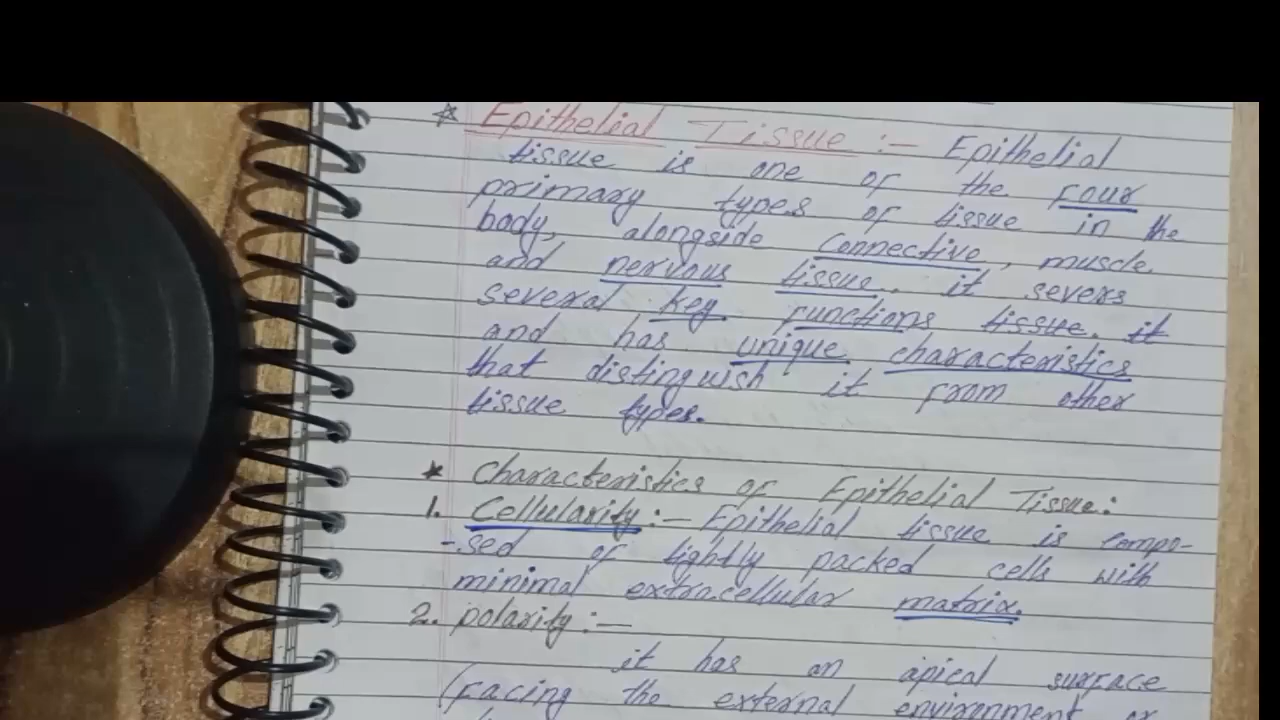 * Epithelial Tissue :- Epithelial
tissue is one of the four
primary types of tissue in the
body, alongside connective, muscle
and nervous tissue. it severs
several key functions tissue. it
and has unique characteristics
that distinguish it from other
tissue types.
* Characteristics of Epithelial Tissue:
1. Cellularity :- Epithelial tissue is compo-
-sed of tightly packed cells with
minimal extracellular matrix.
2. polarity :-
it has an apical surface
(facing the external environment or